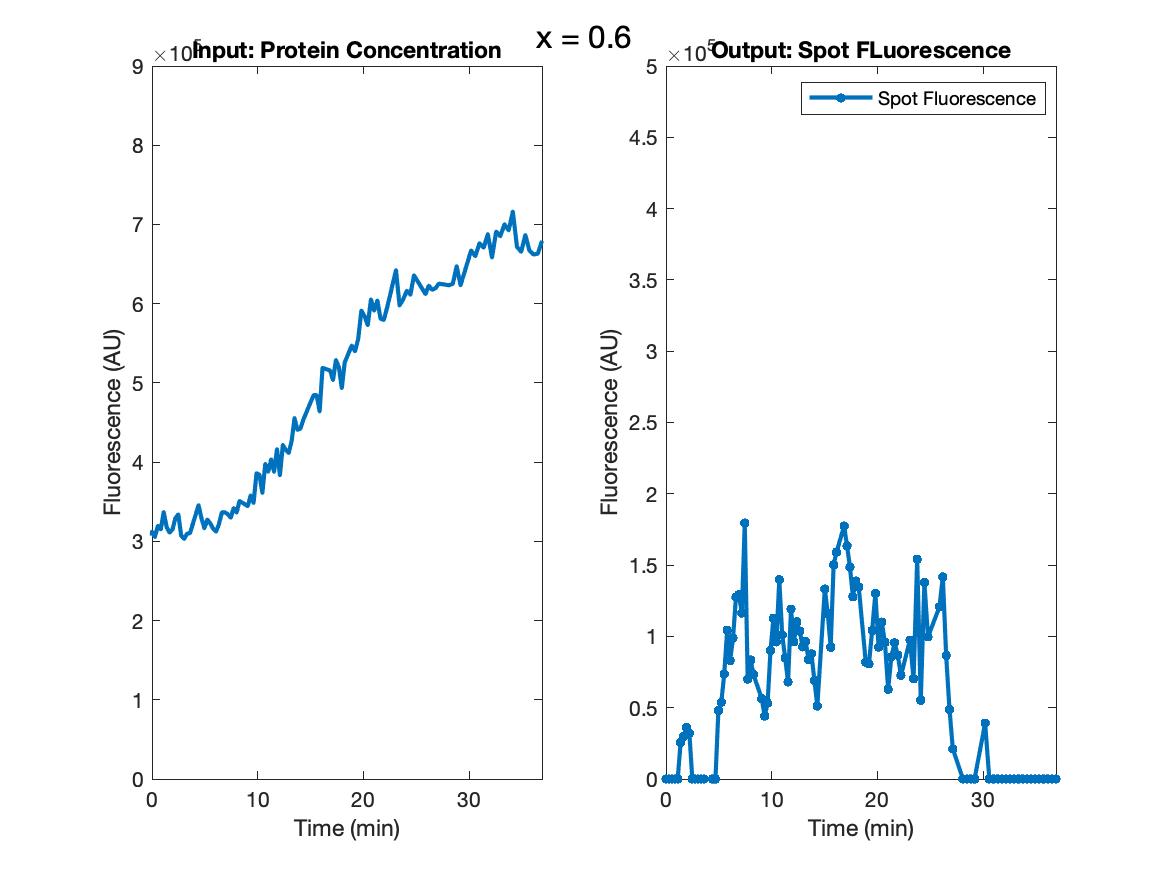 x = 0.6
×10⁵
Input: Protein Concentration
9
8
7
6
5
4
3
2
1
0
Fluorescence (AU)
0 10 20 30
Time (min)
×10⁵
Output: Spot FLuorescence
Spot Fluorescence
5
4.5
4
3.5
3
2.5
2
1.5
1
0.5
0
Fluorescence (AU)
0 10 20 30
Time (min)